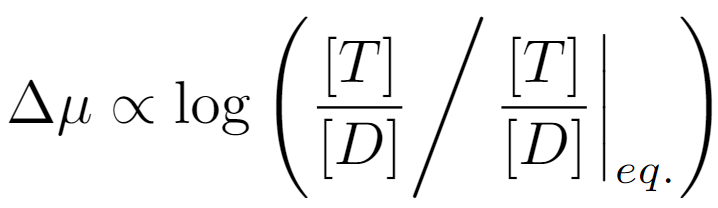 Δμ ∝ log ( [T]/[D] / [T]/[D] |eq. )